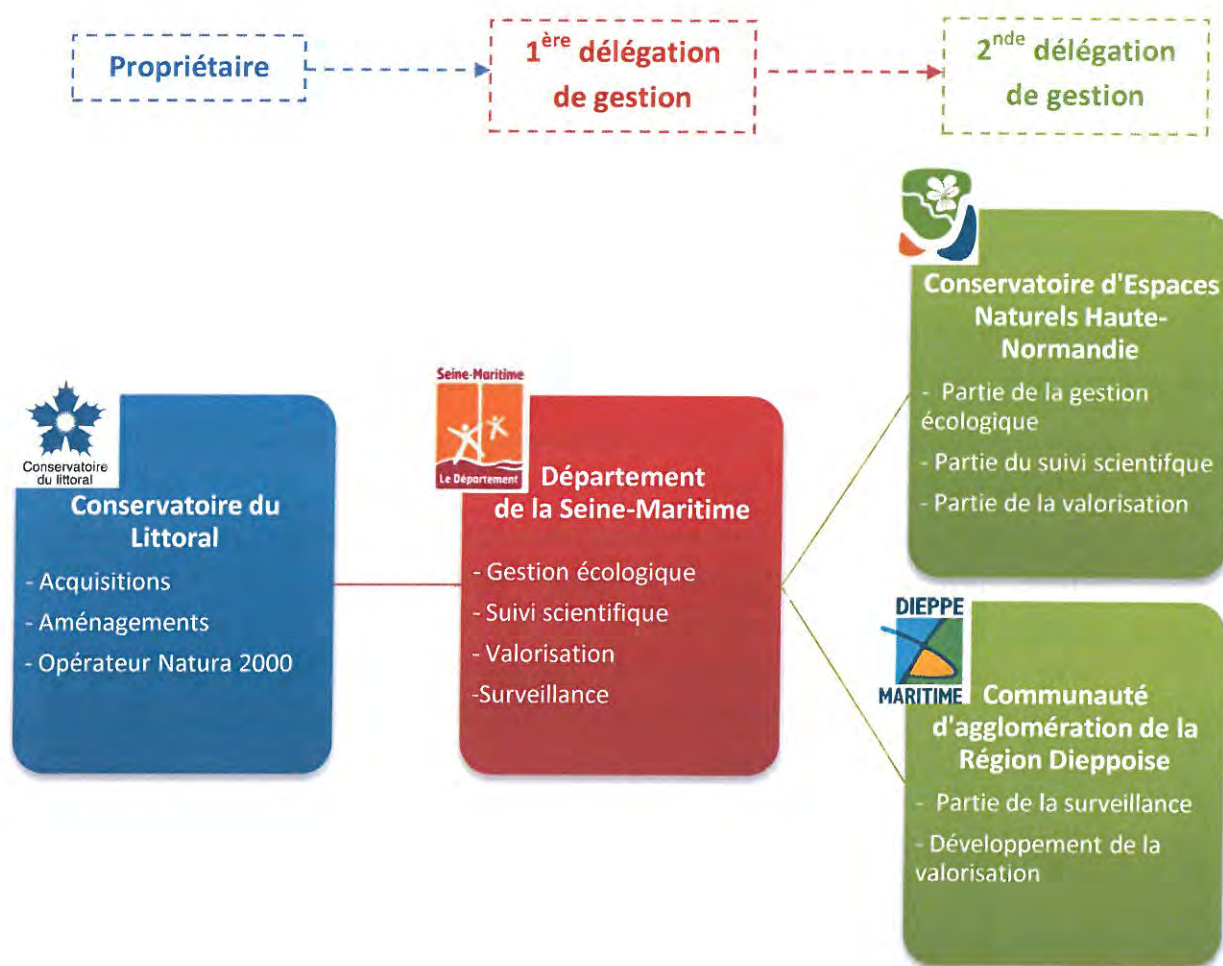 Propriétaire
1ère délégation
de gestion
2nde délégation
de gestion
Conservatoire
du littoral
Conservatoire du
Littoral
- Acquisitions
- Aménagements
- Opérateur Natura 2000
Seine-Maritime
Le Département
Département
de la Seine-Maritime
- Gestion écologique
- Suivi scientifique
- Valorisation
-Surveillance
Conservatoire d'Espaces
Naturels Haute-
Normandie
- Partie de la gestion
écologique
- Partie du suivi scientifque
- Partie de la valorisation
DIEPPE
MARITIME
Communauté
d'agglomération de la
Région Dieppoise
- Partie de la surveillance
- Développement de la
valorisation